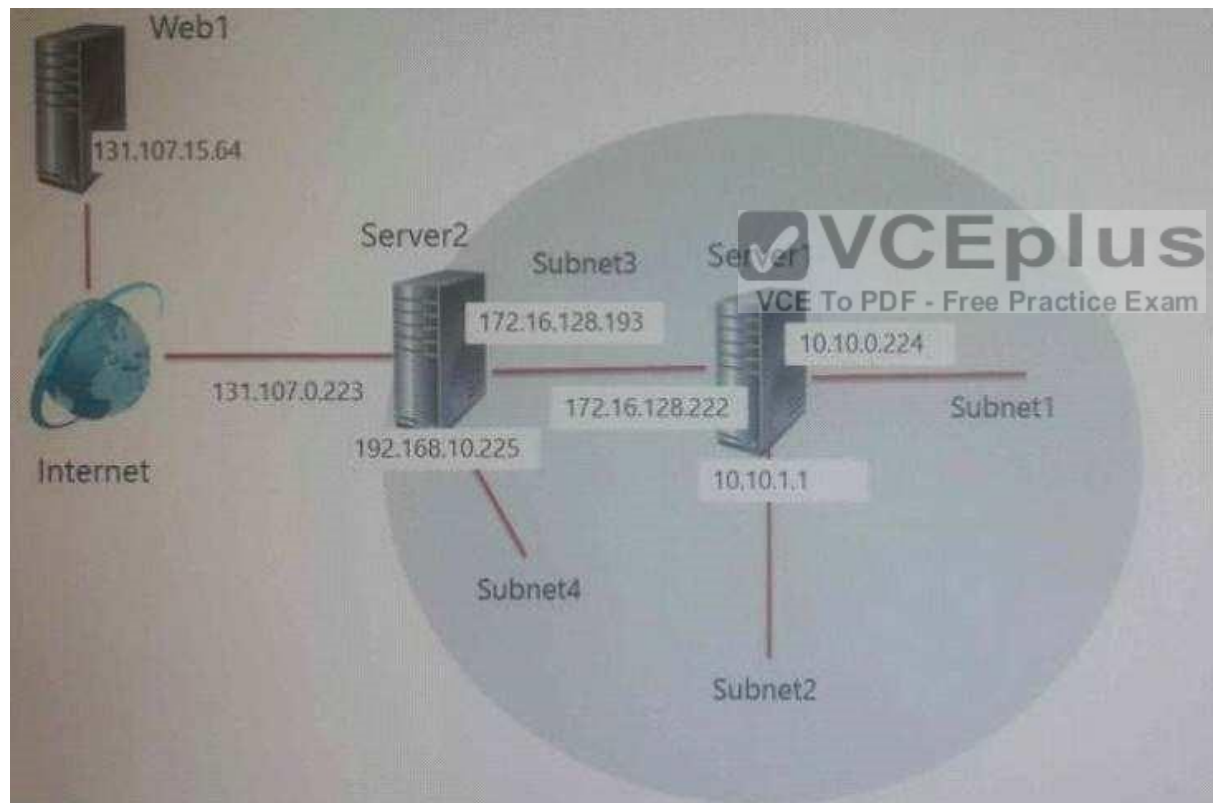 Web1
131.107.15.64
Server2
Subnet3
Server1
VCEplus
VCE To PDF - Free Practice Exam
172.16.128.193
10.10.0.224
131.107.0.223
172.16.128.222
Subnet1
192.168.10.225
Internet
10.10.1.1
Subnet4
Subnet2